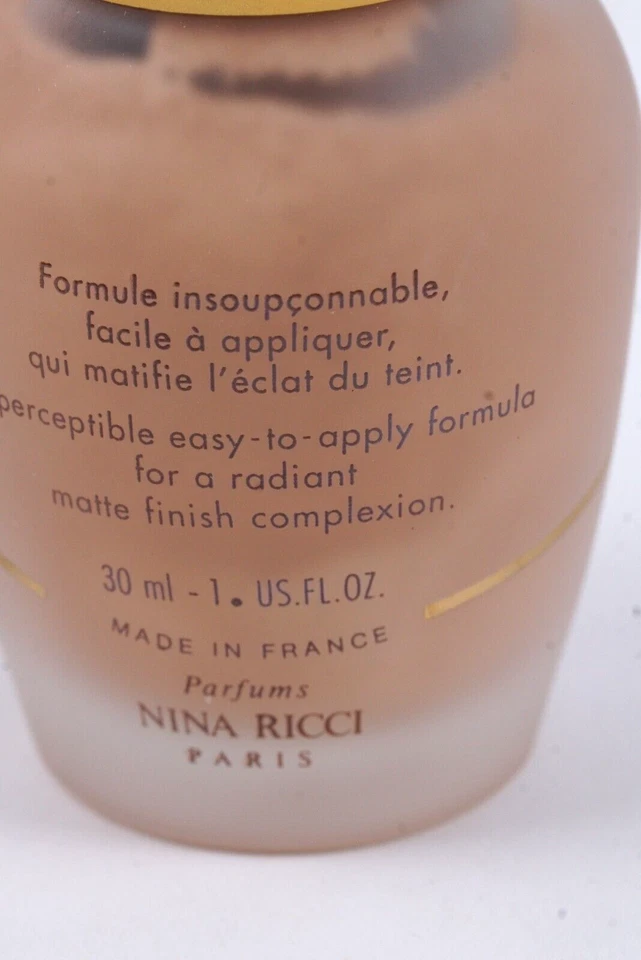 Formule insoupçonnable,
facile à appliquer,
qui matifie l'éclat du teint.
perceptible easy-to-apply formula
for a radiant
matte finish complexion.
30 ml - 1. US.FL.OZ.
MADE IN FRANCE
Parfums
NINA RICCI
PARIS